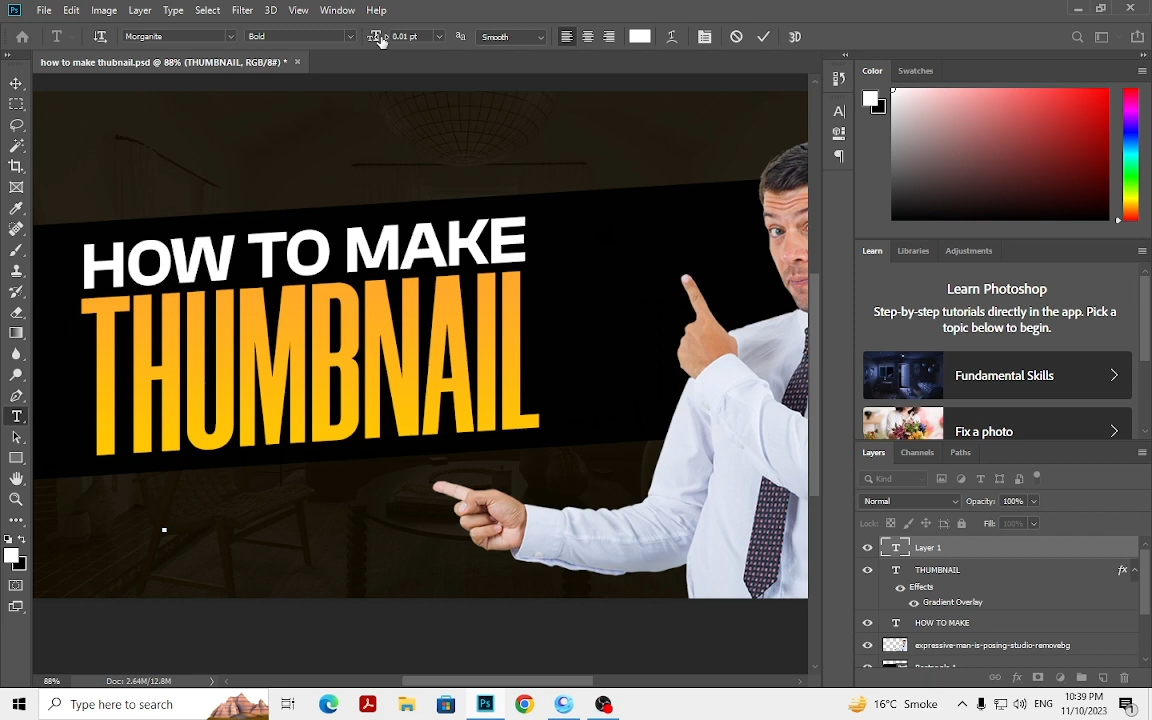 Ps File Edit Image Layer Type Select Filter 3D View Window Help
Morganite Bold 0.01 pt aa Smooth 3D
how to make thubnail.psd @ 88% (THUMBNAIL, RGB/8#) *
Color Swatches
HOW TO MAKE
THUMBNAIL
Learn Libraries Adjustments
Learn Photoshop
Step-by-step tutorials directly in the app. Pick a
topic below to begin.
Fundamental Skills
Fix a photo
Layers Channels Paths
Kind
Normal Opacity: 100%
Lock: Fill: 100%
T Layer 1
T THUMBNAIL fx
Effects
Gradient Overlay
T HOW TO MAKE
expressive-man-is-posing-studio-removebg
Rectangle 1
88% Doc: 2.64M/12.8M
Type here to search
16°C Smoke
ENG
10:39 PM
11/10/2023